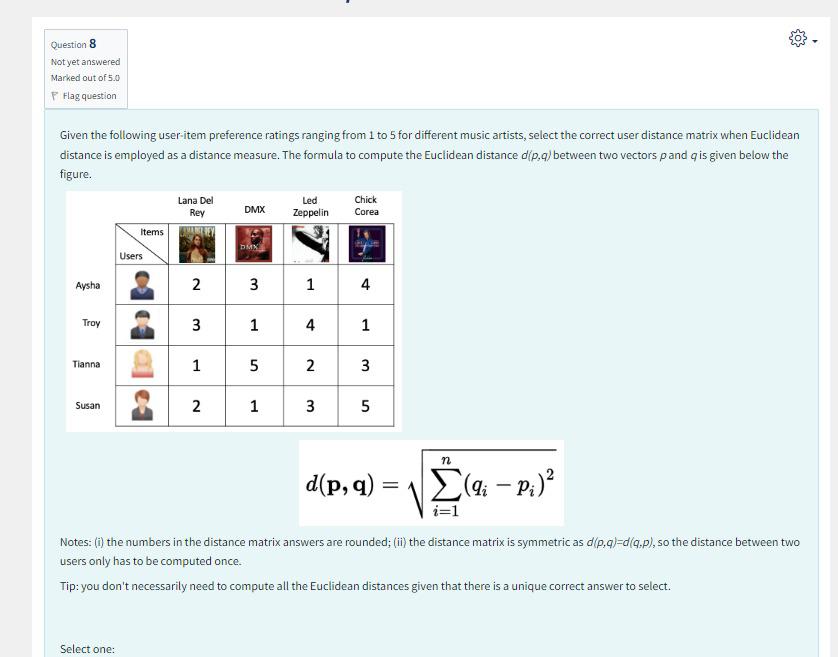 Question 8
Not yet answered
Marked out of 5.0
Flag question
Given the following user-item preference ratings ranging from 1 to 5 for different music artists, select the correct user distance matrix when Euclidean
distance is employed as a distance measure. The formula to compute the Euclidean distance d(p,q) between two vectors p and q is given below the
figure.
Lana Del Rey DMX Led Zeppelin Chick Corea
Items
Users
DMX
Aysha 2 3 1 4
Troy 3 1 4 1
Tianna 1 5 2 3
Susan 2 1 3 5
d(p, q) = √∑ⁿᵢ₌₁ (qᵢ − pᵢ)²
Notes: (i) the numbers in the distance matrix answers are rounded; (ii) the distance matrix is symmetric as d(p,q)=d(q,p), so the distance between two
users only has to be computed once.
Tip: you don't necessarily need to compute all the Euclidean distances given that there is a unique correct answer to select.
Select one: